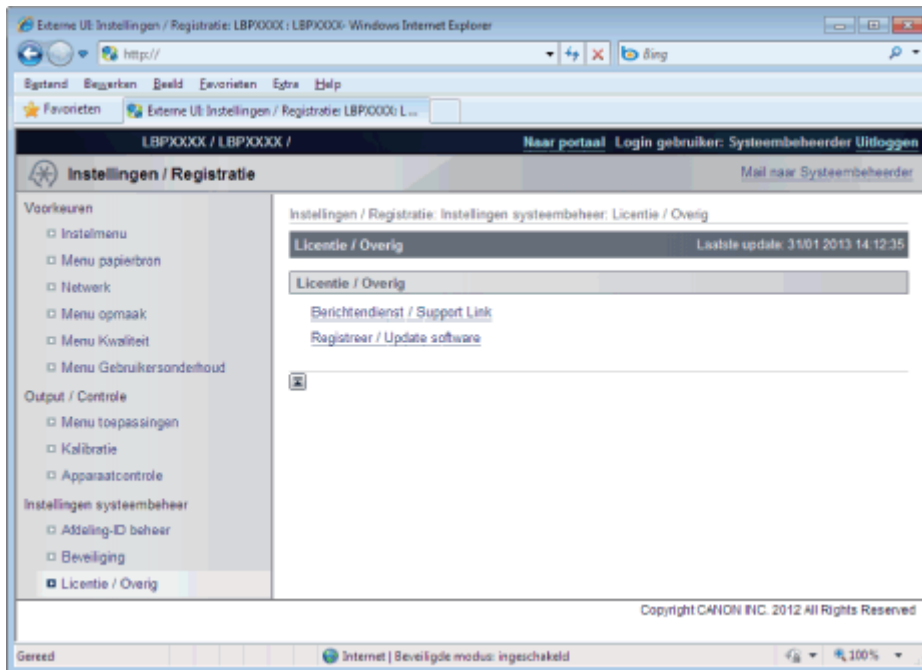 Externe UI: Instellingen / Registratie: LBPXXXX : LBPXXXX- Windows Internet Explorer
http://
Bing
Bestand Bewerken Beeld Favorieten Extra Help
Favorieten
Externe UI: Instellingen / Registratie: LBPXXXX: L...
LBPXXXX / LBPXXXX /
Naar portaal Login gebruiker: Systeembeheerder Uitloggen
Instellingen / Registratie
Mail naar Systeembeheerder
Voorkeuren
Instelmenu
Menu papierbron
Netwerk
Menu opmaak
Menu Kwaliteit
Menu Gebruikersonderhoud
Output / Controle
Menu toepassingen
Kalibratie
Apparaatcontrole
Instellingen systeembeheer
Afdeling-ID beheer
Beveiliging
Licentie / Overig
Instellingen / Registratie: Instellingen systeembeheer: Licentie / Overig
Licentie / Overig
Laatste update: 31/01 2013 14:12:35
Licentie / Overig
Berichtendienst / Support Link
Registreer / Update software
Copyright CANON INC. 2012 All Rights Reserved
Gereed
Internet | Beveiligde modus: ingeschakeld
100%